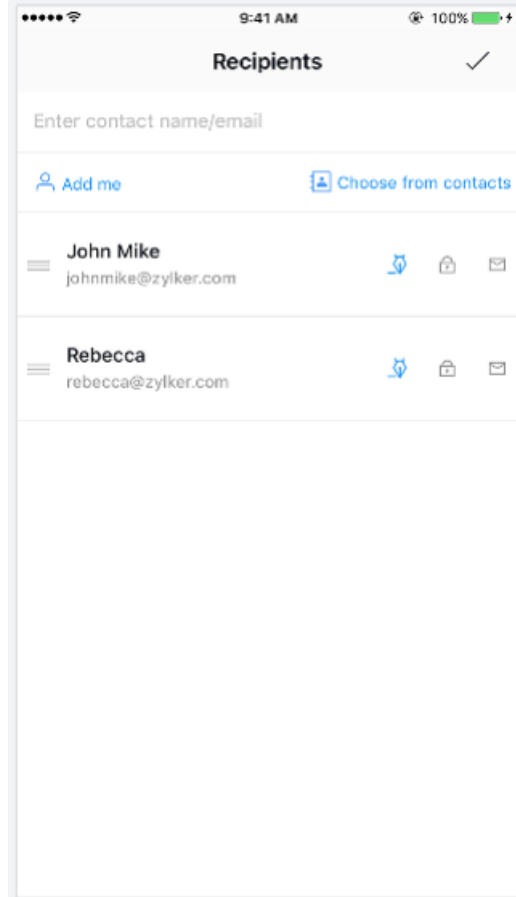 9:41 AM 100%
Recipients
Enter contact name/email
Add me Choose from contacts
John Mike
johnmike@zylker.com
Rebecca
rebecca@zylker.com